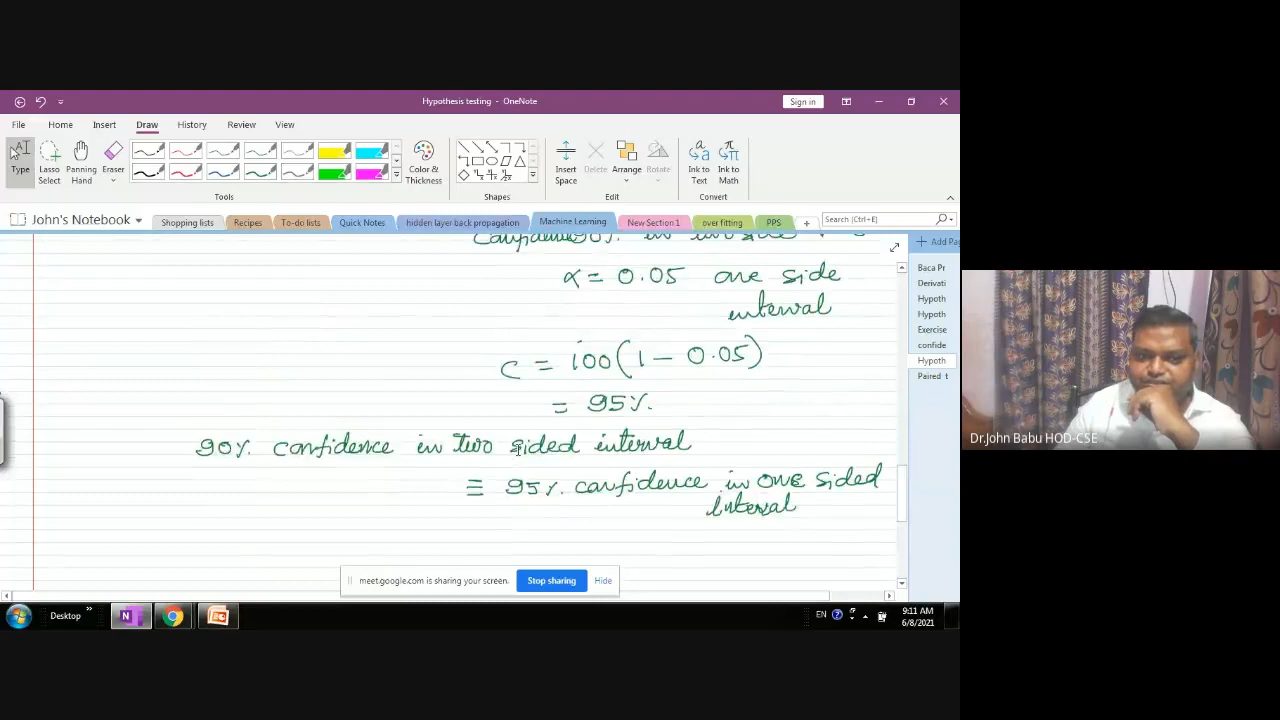 Hypothesis testing - OneNote
Sign in
File Home Insert Draw History Review View
Type Lasso Select Panning Hand Eraser Color & Thickness Insert Space Delete Arrange Rotate Ink to Text Ink to Math
Tools Shapes Edit Convert
John's Notebook Shopping lists Recipes To-do lists Quick Notes hidden layer back propagation Machine Learning New Section 1 over fitting PPS Search (Ctrl+E)
Add Pag
Baca Pr
Derivati
Hypoth
Hypoth
Exercise
confide
Hypoth
Paired t
α = 0.05 one side
interval
C = 100(1 - 0.05)
= 95%.
90% confidence in two sided interval
≡ 95% confidence in one sided
interval
Dr.John Babu HOD-CSE
meet.google.com is sharing your screen. Stop sharing Hide
Desktop EN 9:11 AM
6/8/2021